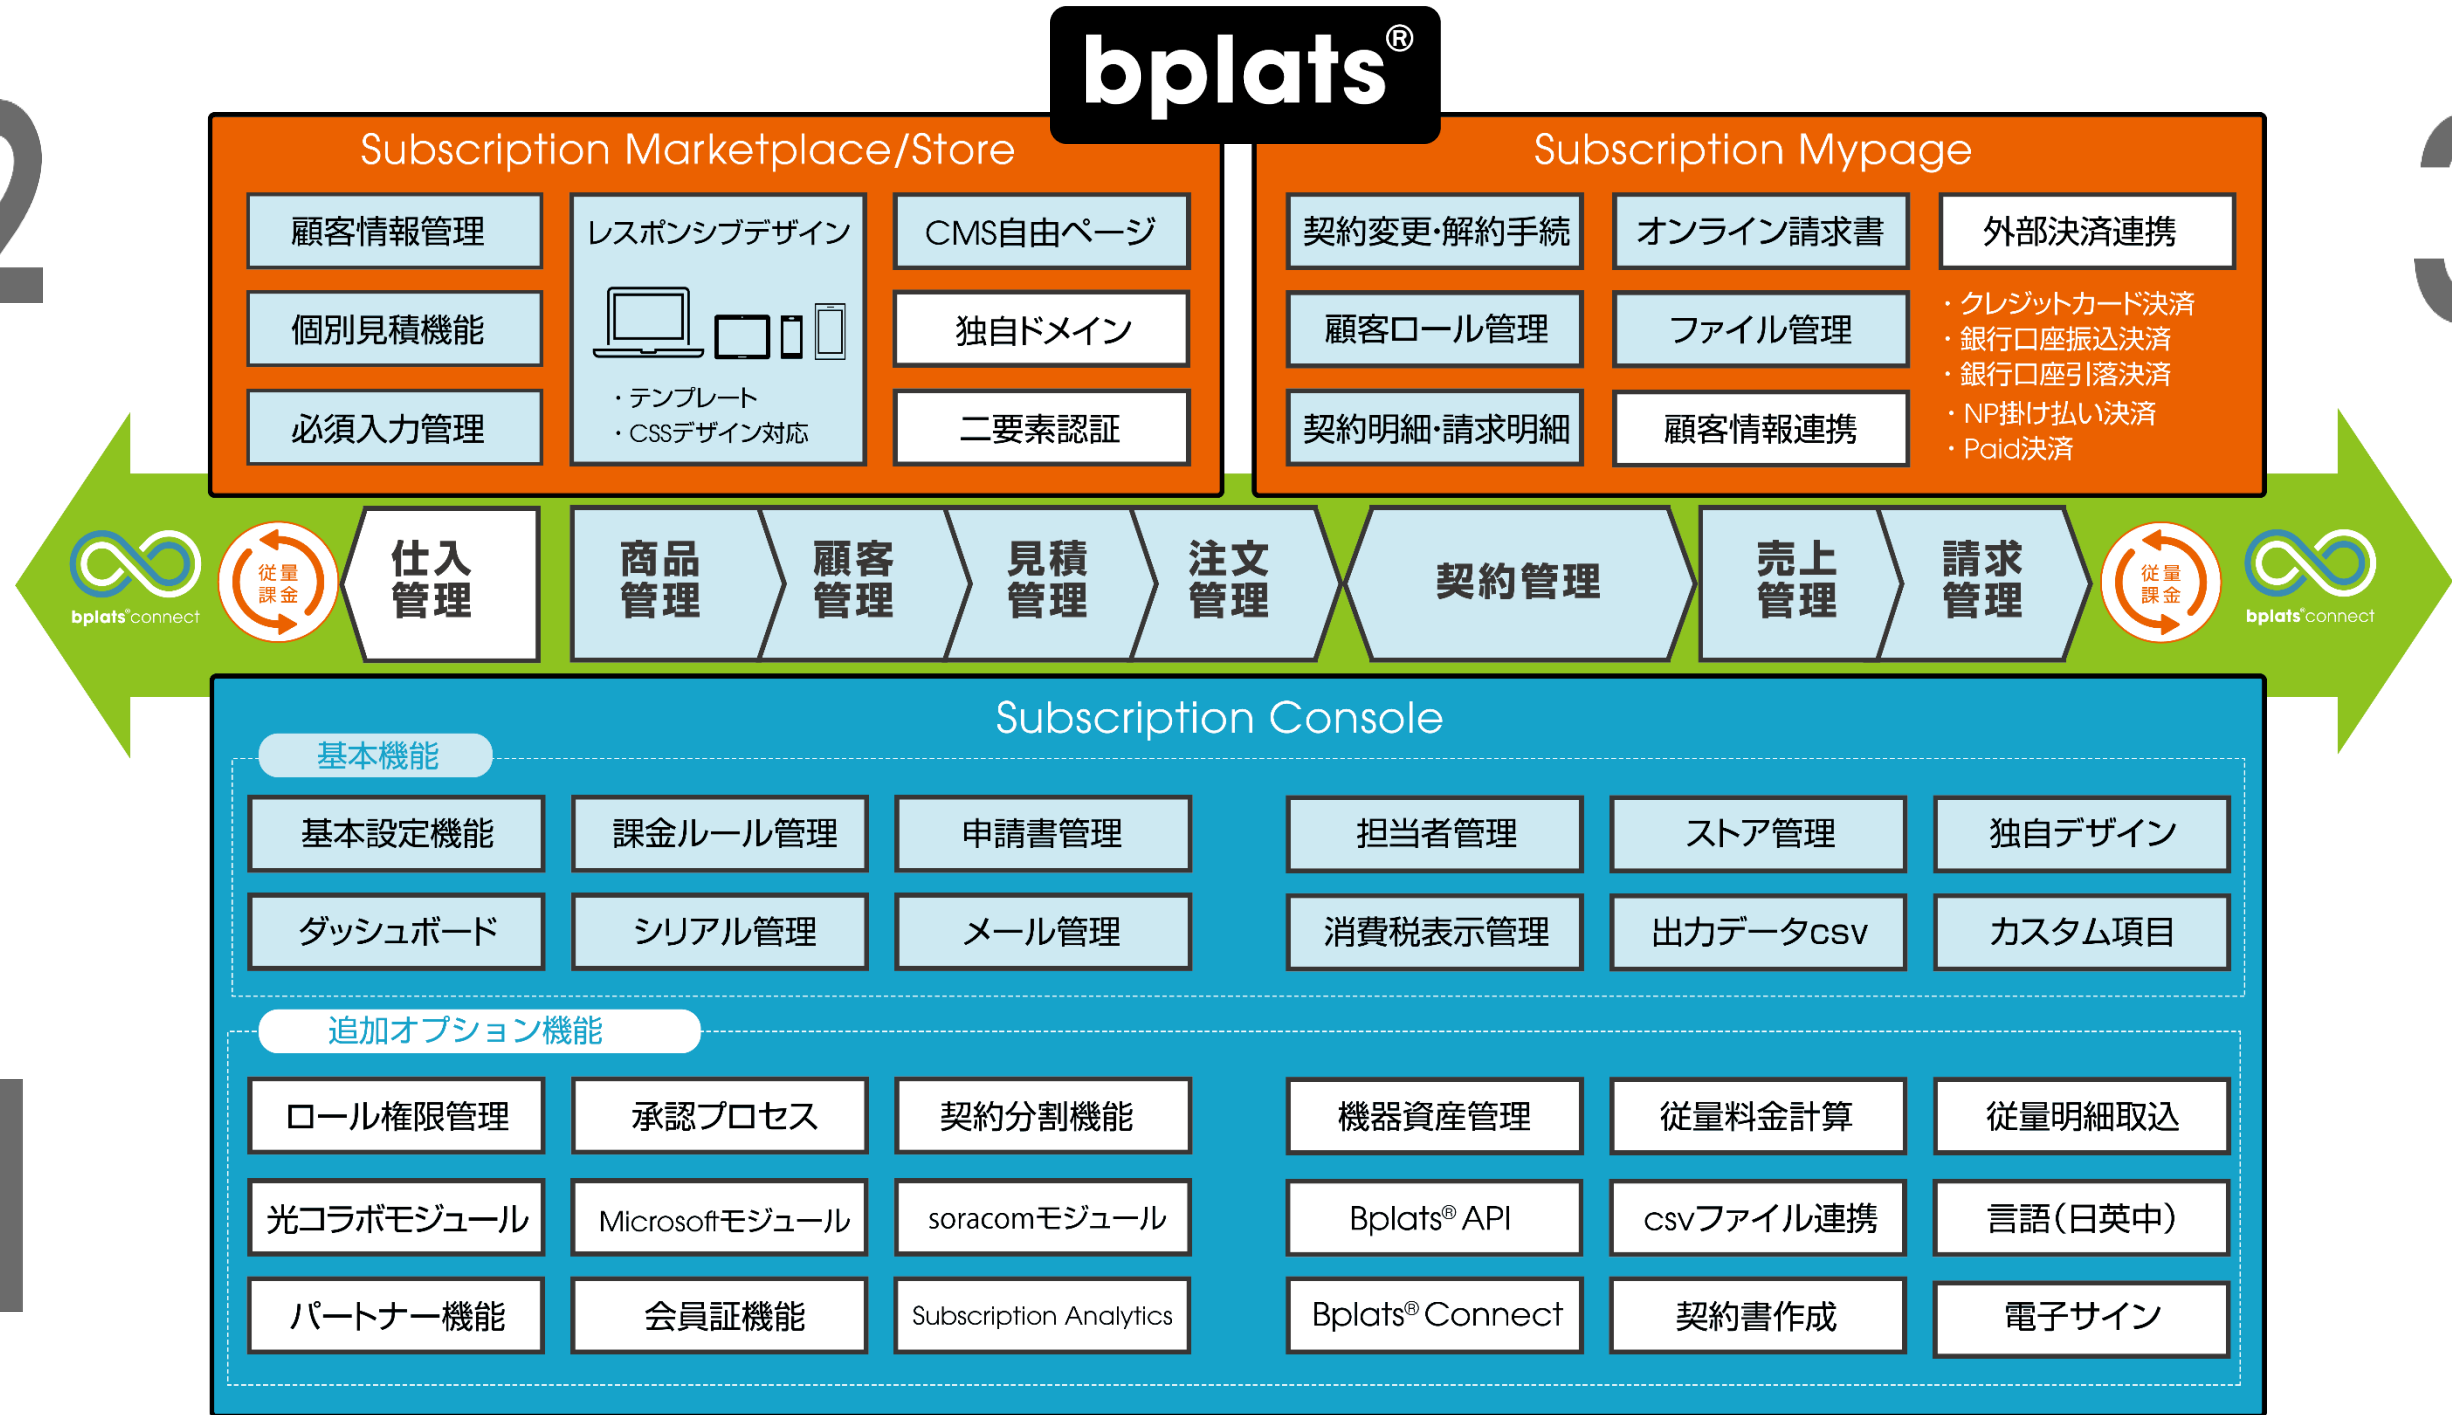 bplats®
2
3
Subscription Marketplace/Store
顧客情報管理
個別見積機能
必須入力管理
レスポンシブデザイン
・テンプレート
・CSSデザイン対応
CMS自由ページ
独自ドメイン
二要素認証
Subscription Mypage
契約変更・解約手続
顧客ロール管理
契約明細・請求明細
オンライン請求書
ファイル管理
顧客情報連携
外部決済連携
・クレジットカード決済
・銀行口座振込決済
・銀行口座引落決済
・NP掛け払い決済
・Paid決済
bplats®connect
従量
課金
仕入
管理
商品
管理
顧客
管理
見積
管理
注文
管理
契約管理
売上
管理
請求
管理
従量
課金
bplats®connect
Subscription Console
基本機能
基本設定機能
課金ルール管理
申請書管理
担当者管理
ストア管理
独自デザイン
ダッシュボード
シリアル管理
メール管理
消費税表示管理
出力データcsv
カスタム項目
追加オプション機能
ロール権限管理
承認プロセス
契約分割機能
機器資産管理
従量料金計算
従量明細取込
光コラボモジュール
Microsoftモジュール
soracomモジュール
Bplats® API
csvファイル連携
言語（日英中）
パートナー機能
会員証機能
Subscription Analytics
Bplats® Connect
契約書作成
電子サイン